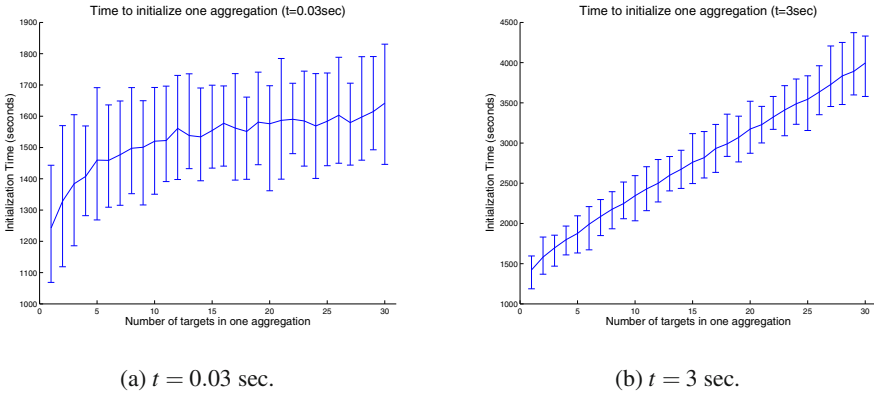 Time to initialize one aggregation (t=0.03sec)
1900
1800
1700
1600
1500
1400
1300
1200
1100
1000
Initialization Time (seconds)
0 5 10 15 20 25 30
Number of targets in one aggregation
(a) t = 0.03 sec.
Time to initialize one aggregation (t=3sec)
4500
4000
3500
3000
2500
2000
1500
1000
Initialization Time (seconds)
0 5 10 15 20 25 30
Number of targets in one aggregation
(b) t = 3 sec.